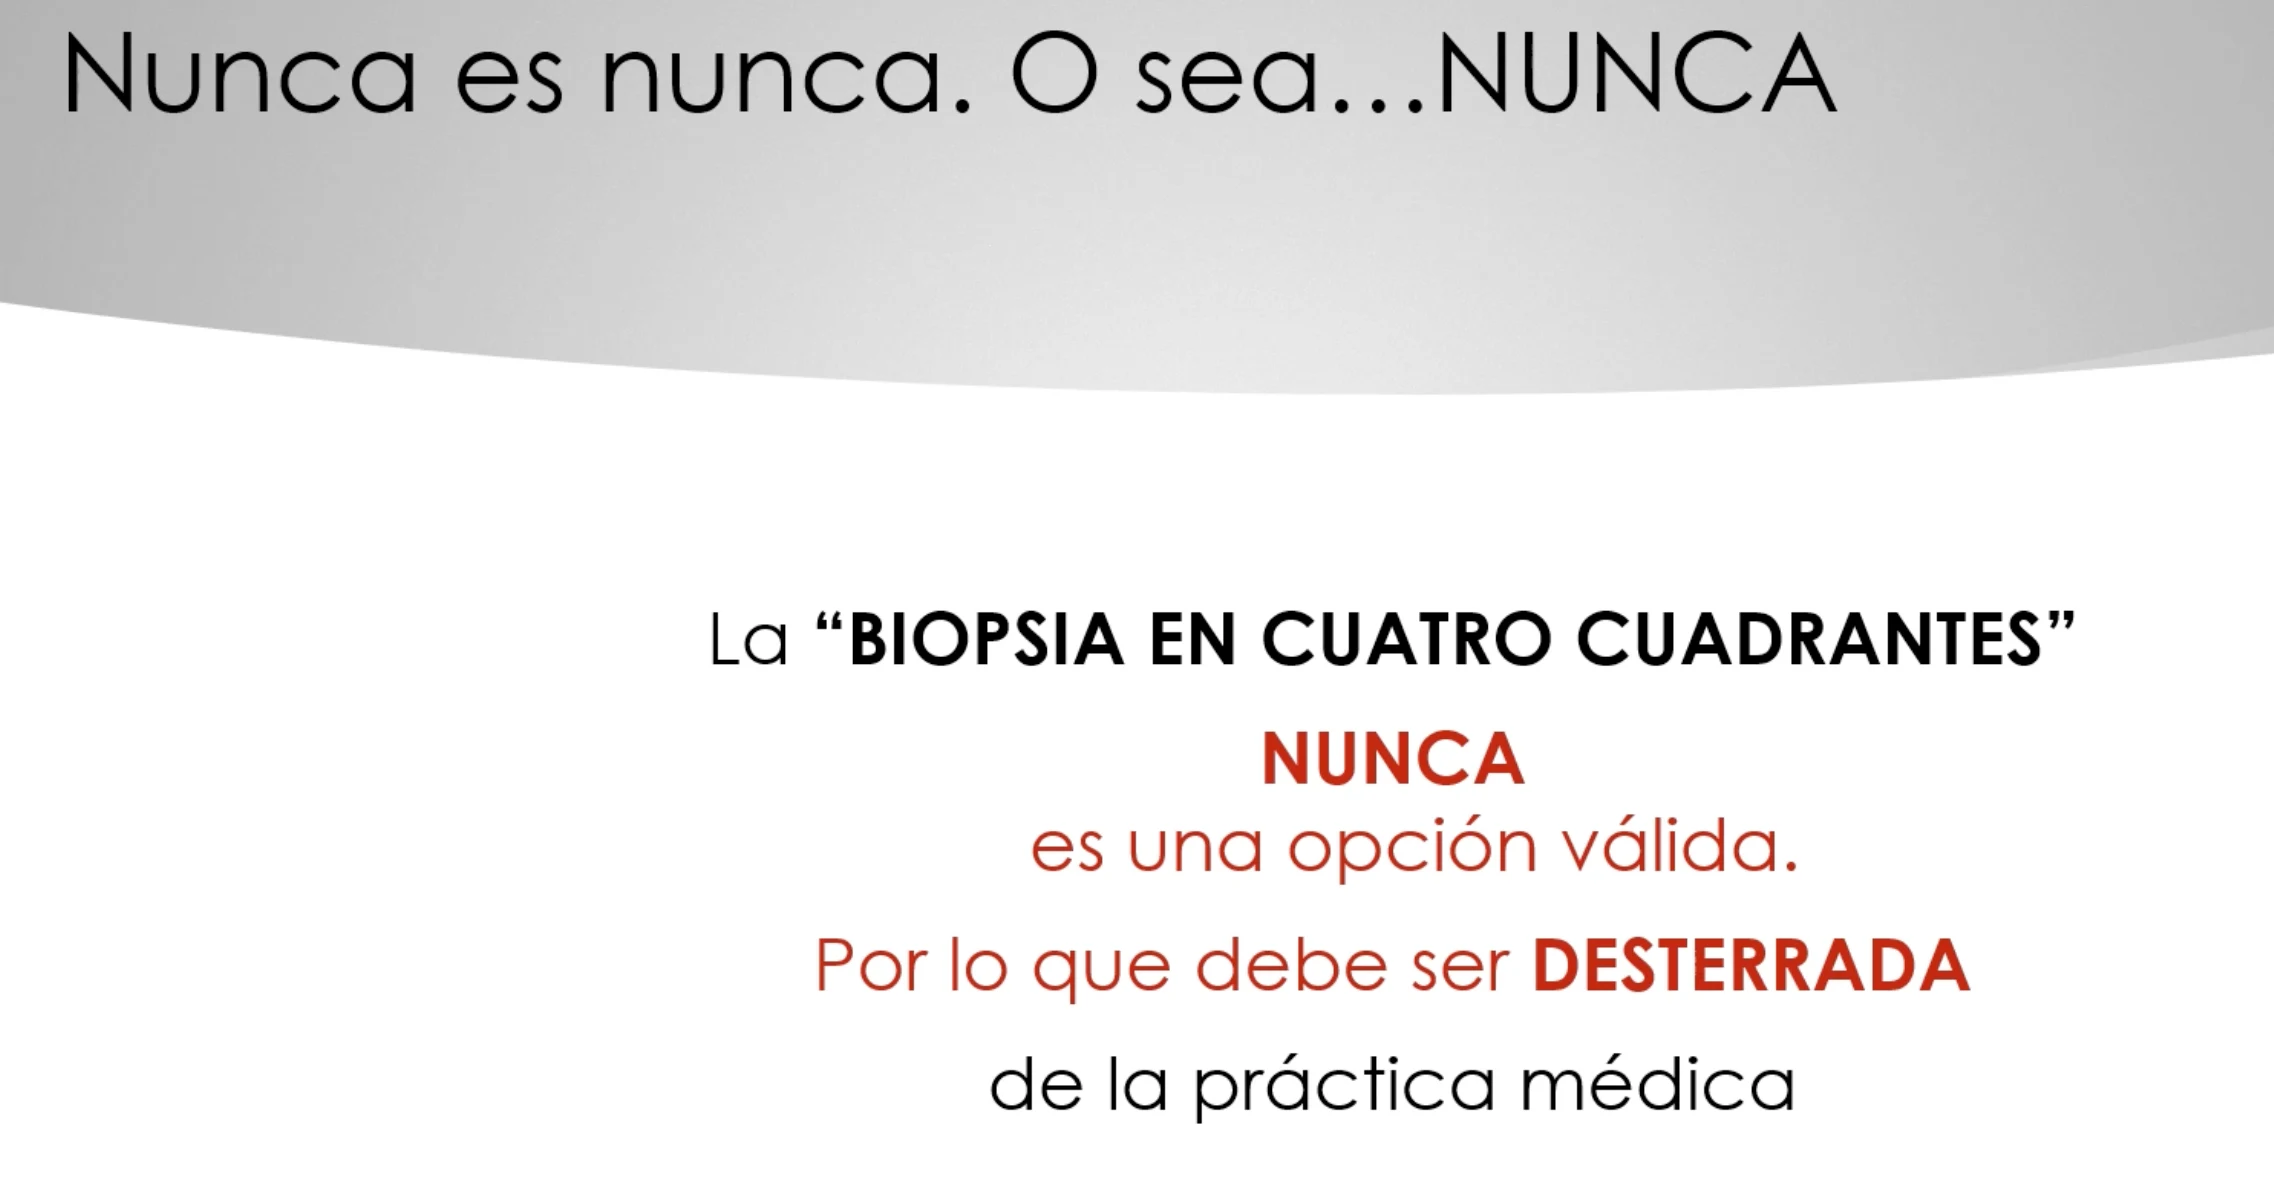 Nunca es nunca. O sea...NUNCA
La “BIOPSIA EN CUATRO CUADRANTES”
NUNCA
es una opción válida.
Por lo que debe ser DESTERRADA
de la práctica médica